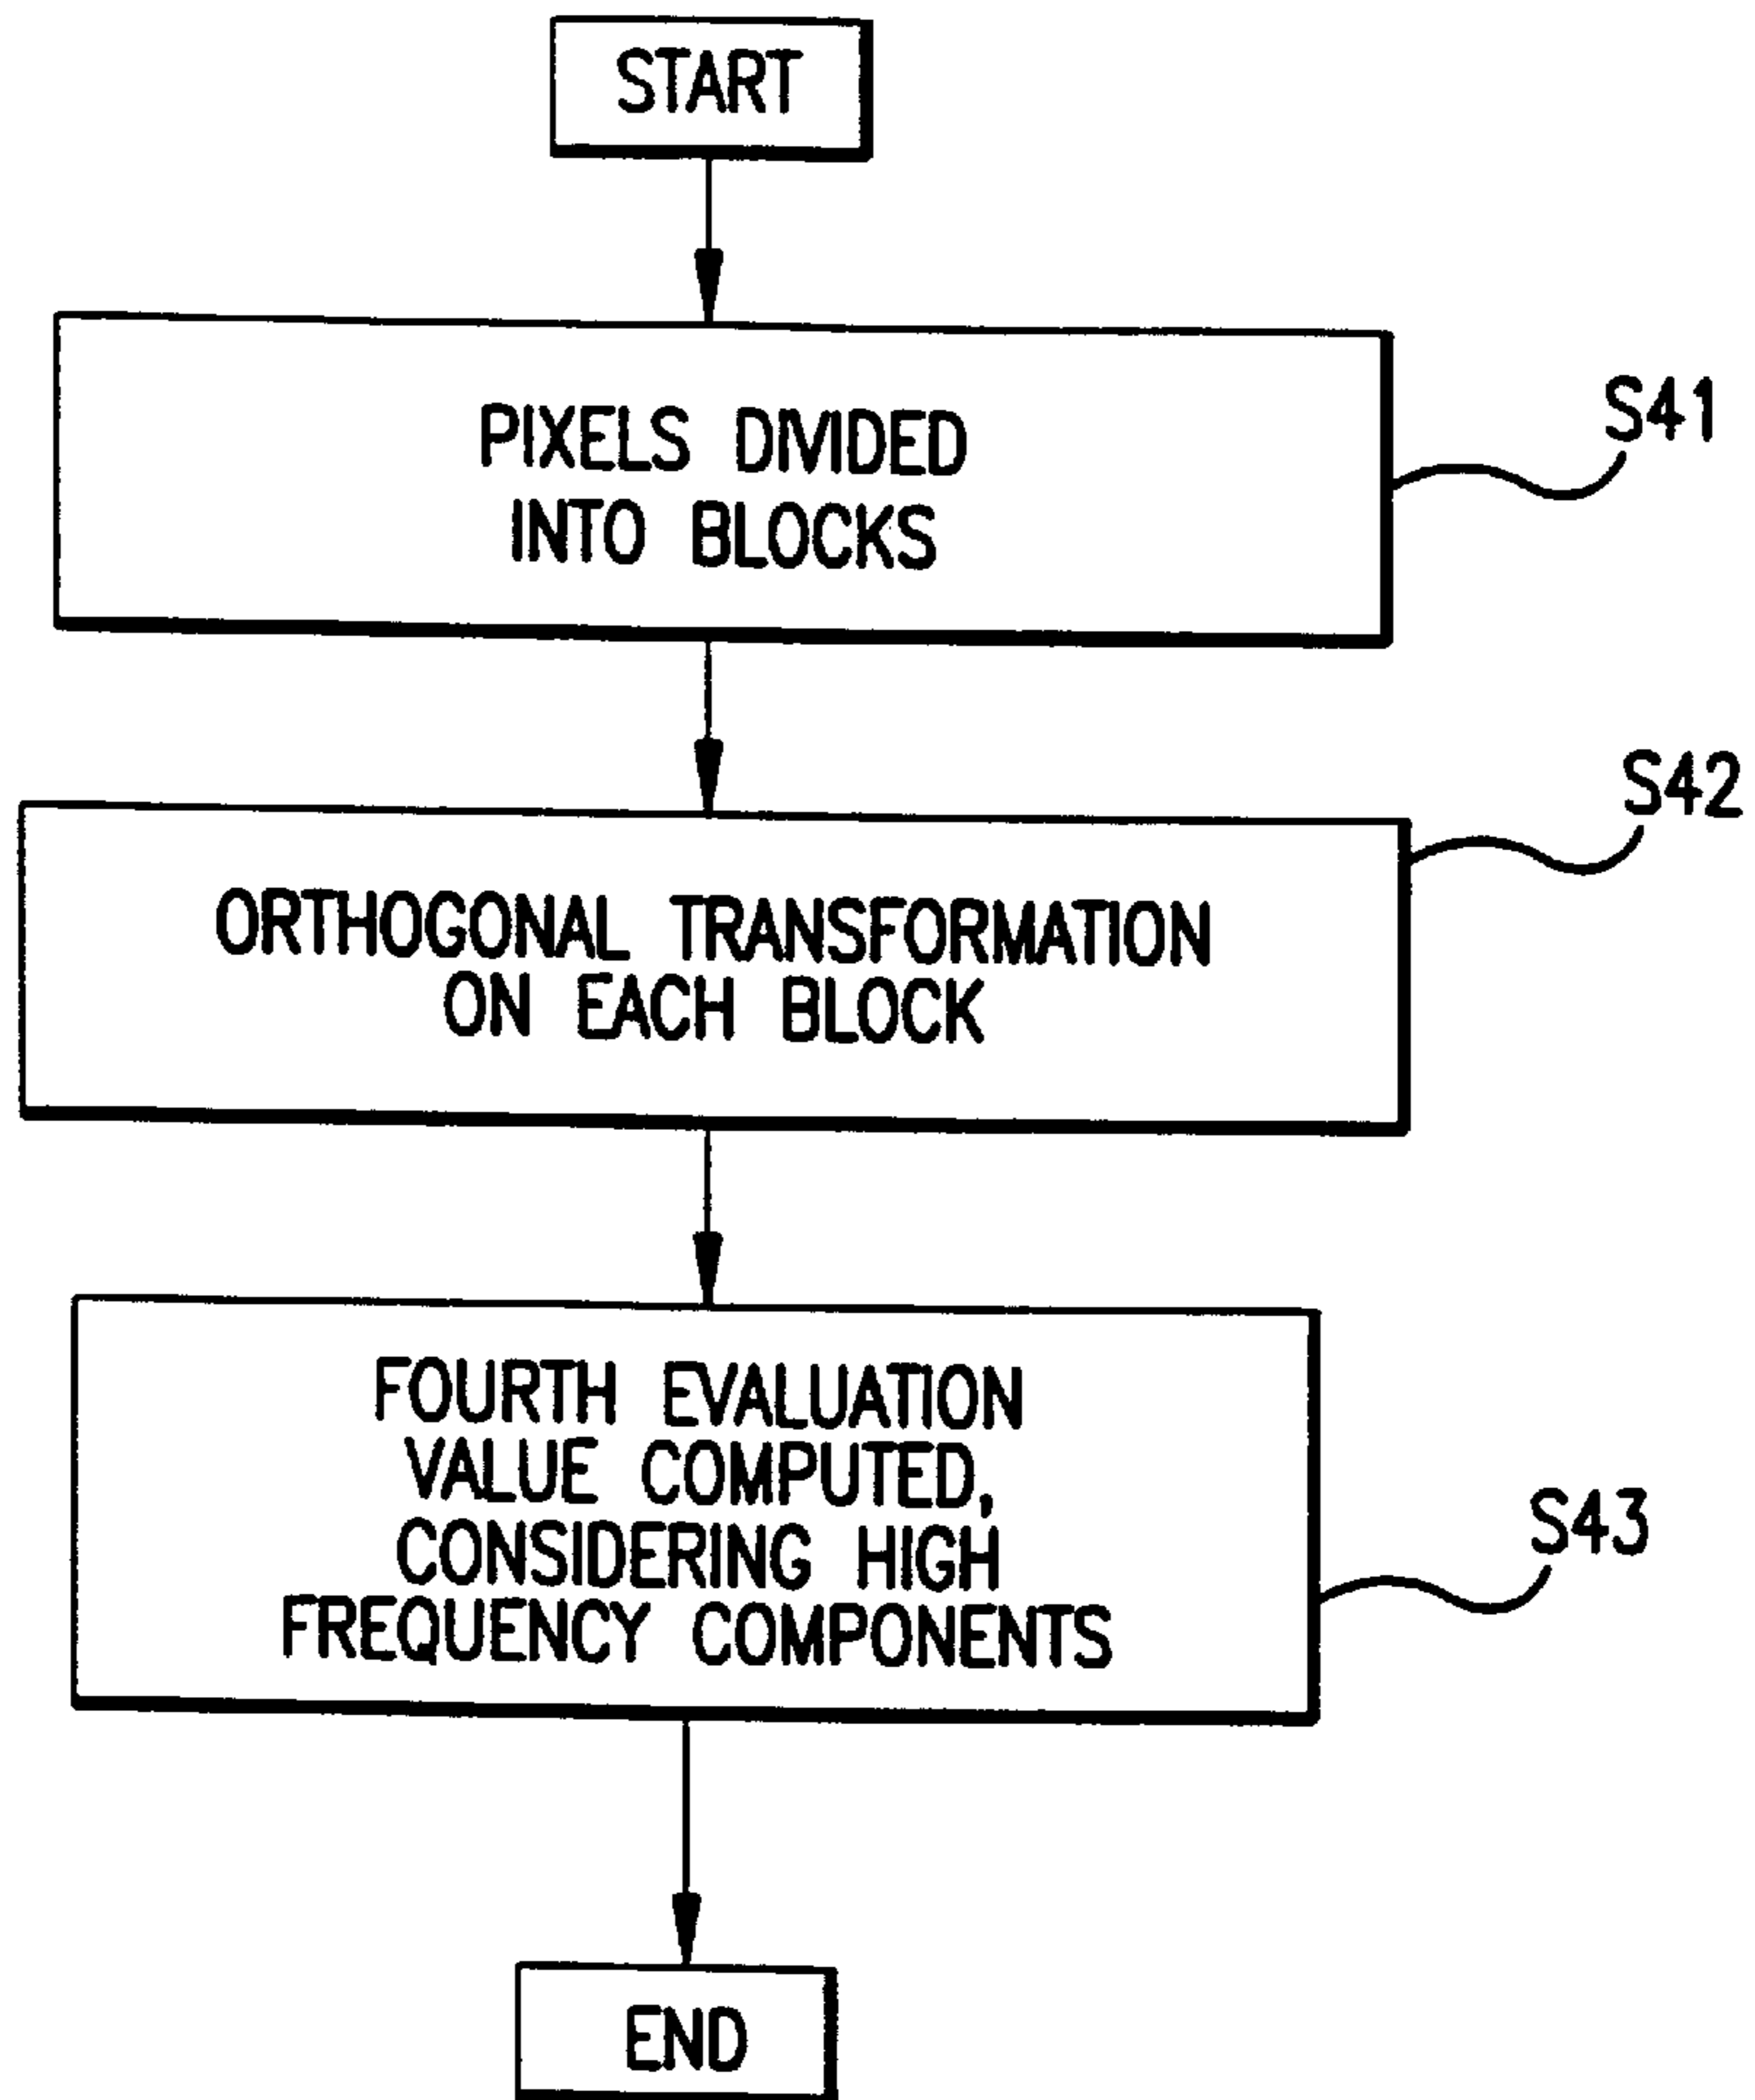 START
PIXELS DIVIDED
INTO BLOCKS
S41
S42
ORTHOGONAL TRANSFORMATION
ON EACH BLOCK
FOURTH EVALUATION
VALUE COMPUTED,
CONSIDERING HIGH
FREQUENCY COMPONENTS
S43
END